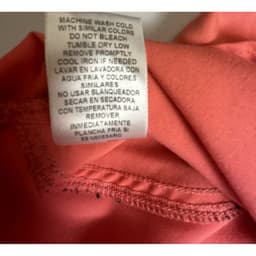 MACHINE WASH COLD
WITH SIMILAR COLORS
DO NOT BLEACH
TUMBLE DRY LOW
REMOVE PROMPTLY
COOL IRON IF NEEDED
LAVAR EN LAVADORA CON
AGUA FRIA Y COLORES
SIMILARES
NO USAR BLANQUEADOR
SECAR EN SECADORA
CON TEMPERATURA BAJA
REMOVER
INMEDIATAMENTE
PLANCHA FRIA SI
ES NECESARIO